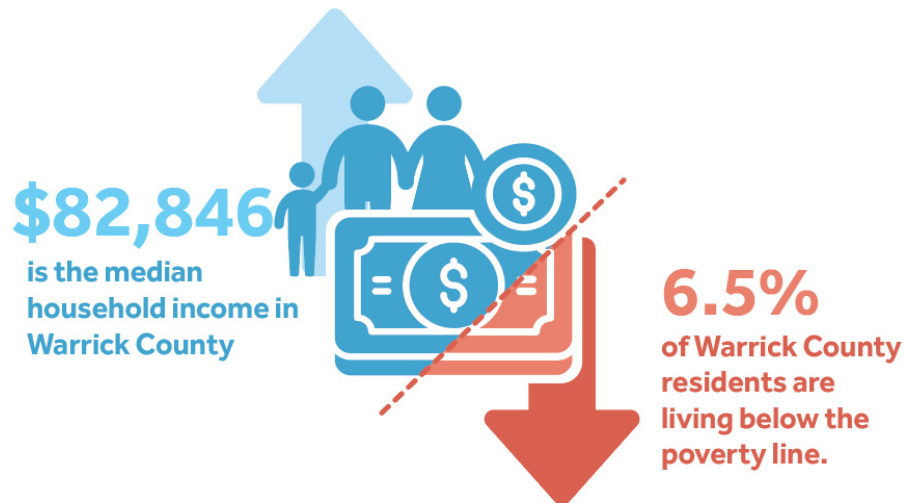 $82,846
is the median
household income in
Warrick County
$
$
6.5%
of Warrick County
residents are
living below the
poverty line.